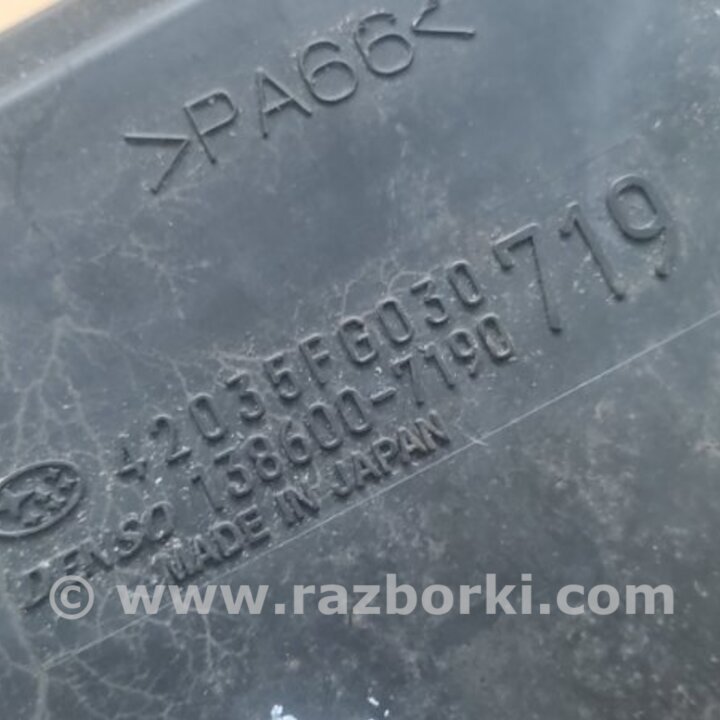 >PA66<
719
42035FG030
DENSO 138600-7190
MADE IN JAPAN
© www.razborki.com